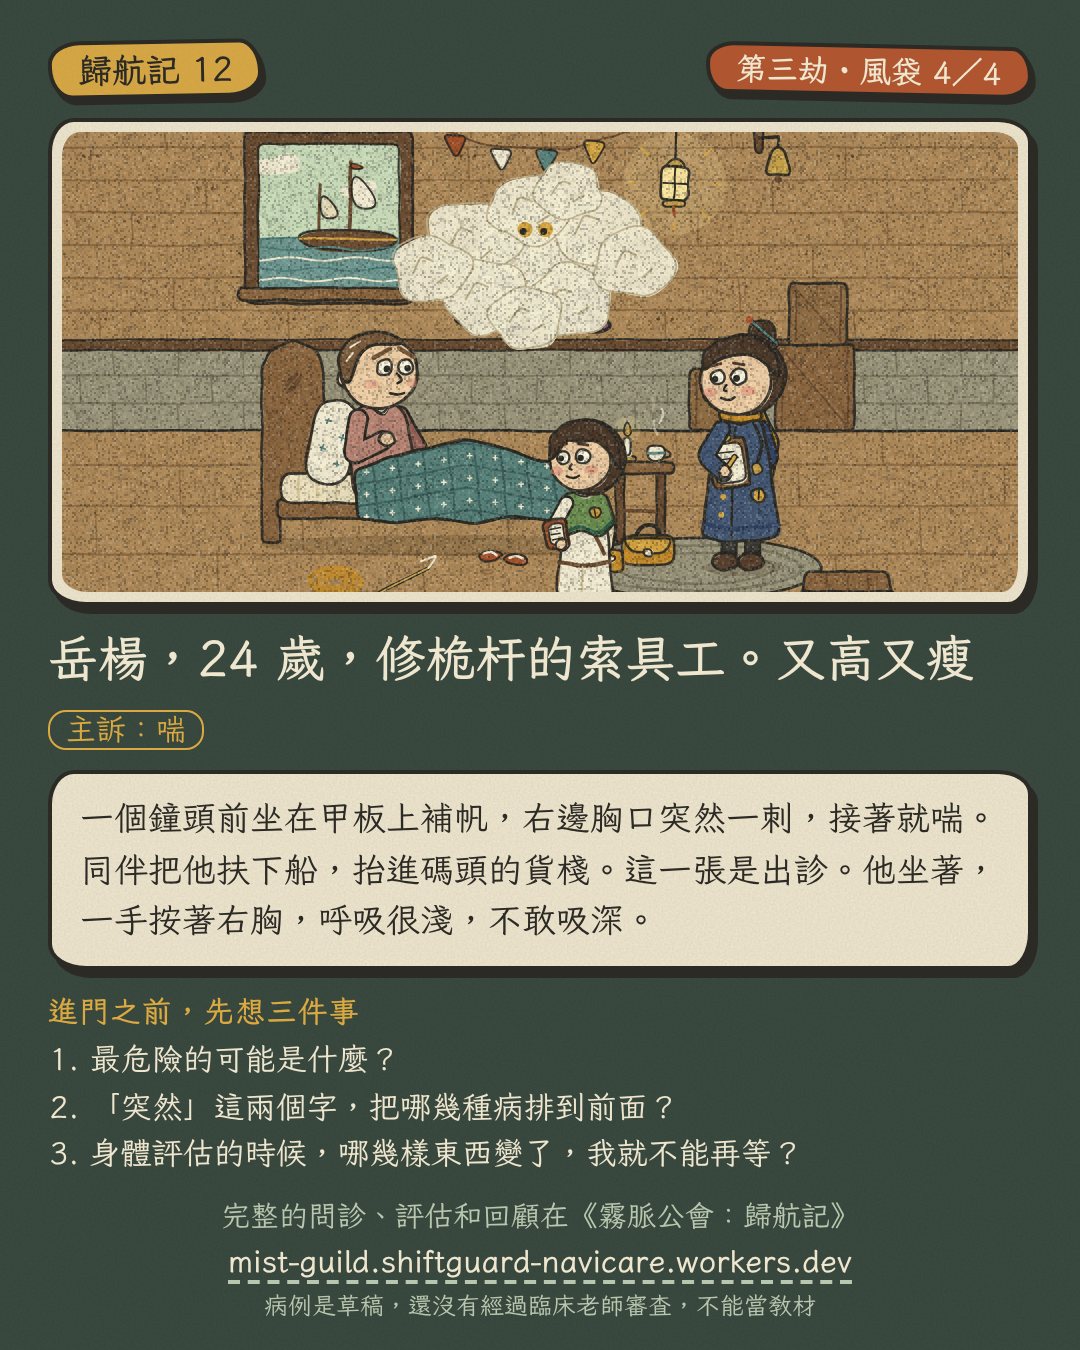 歸航記 12
第三劫・風袋 4／4
岳楊，24 歲，修桅杆的索具工。又高又瘦
主訴：喘
一個鐘頭前坐在甲板上補帆，右邊胸口突然一刺，接著就喘。
同伴把他扶下船，抬進碼頭的貨棧。這一張是出診。他坐著，
一手按著右胸，呼吸很淺，不敢吸深。
進門之前，先想三件事
1. 最危險的可能是什麼？
2. 「突然」這兩個字，把哪幾種病排到前面？
3. 身體評估的時候，哪幾樣東西變了，我就不能再等？
完整的問診、評估和回顧在《霧脈公會：歸航記》
mist-guild.shiftguard-navicare.workers.dev
病例是草稿，還沒有經過臨床老師審查，不能當教材